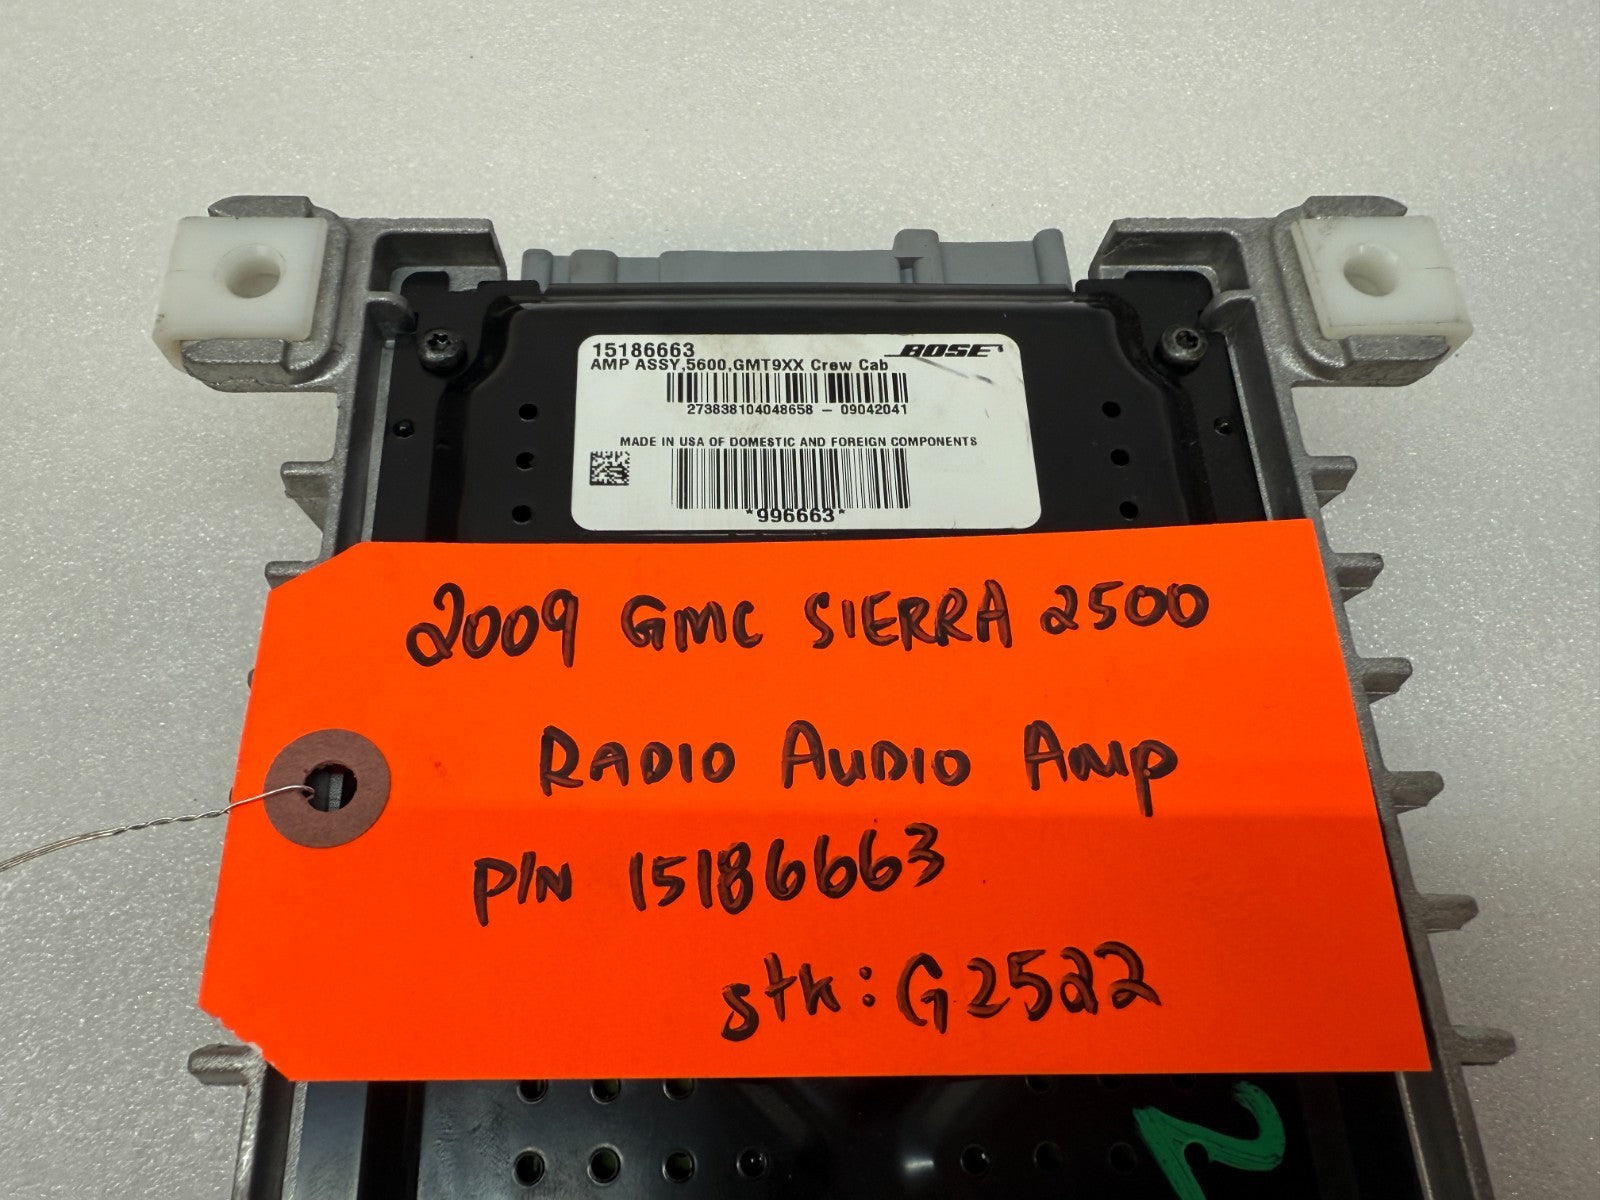 15186663 BOSE
AMP ASSY,5600,GMT9XX Crew Cab
273838104048658 - 09042041
MADE IN USA OF DOMESTIC AND FOREIGN COMPONENTS
*996663*
2009 GMC SIERRA 2500
RADIO AUDIO AMP
P/N 15186663
stk: G2522